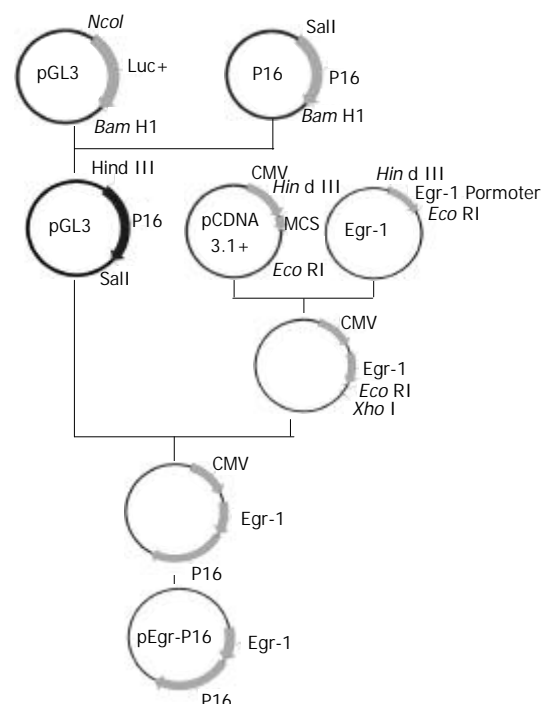 NcoI
pGL3
Luc+
Bam H1
SalI
P16
P16
Bam H1
Hind III
pGL3
P16
SalI
CMV
Hin d III
pCDNA
3.1+
MCS
Eco RI
Hin d III
Egr-1 Pormoter
Eco RI
Egr-1
CMV
Egr-1
Eco RI
Xho I
CMV
Egr-1
P16
pEgr-P16
Egr-1
P16